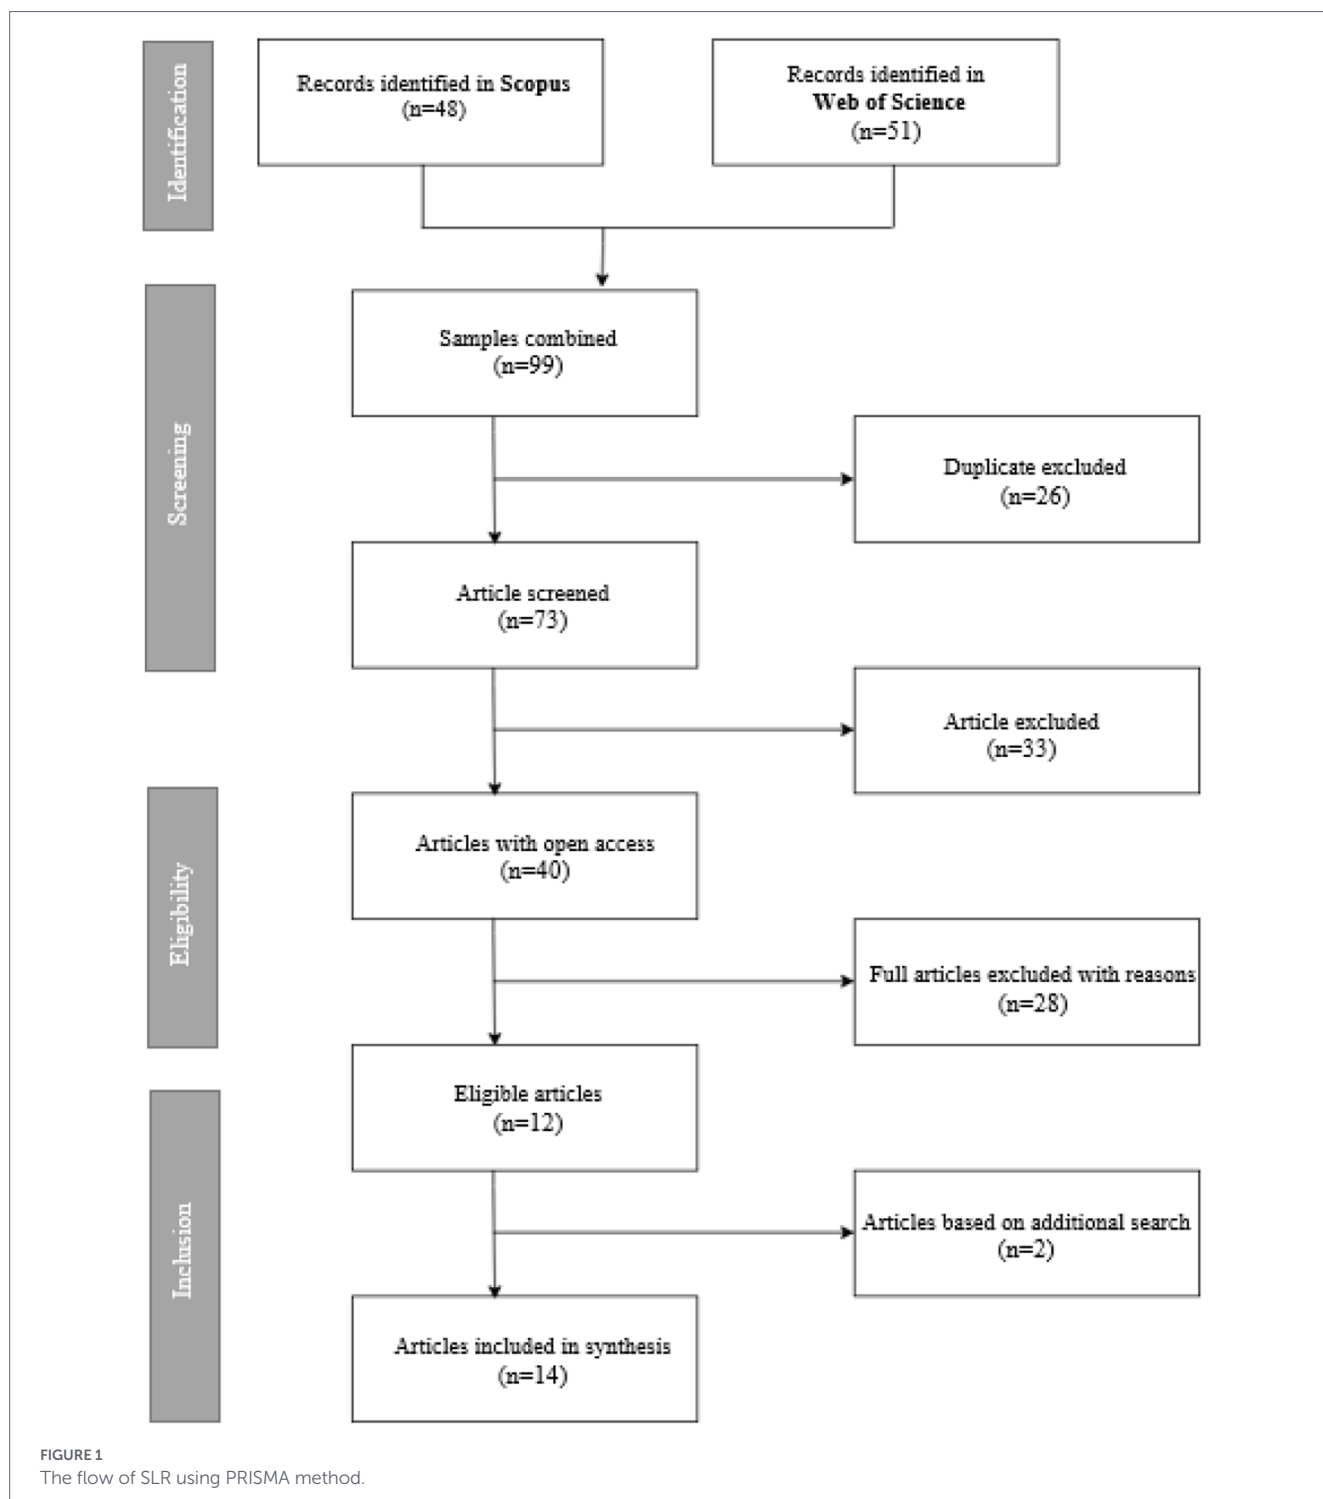 Identification
Records identified in Scopus
(n=48)
Records identified in
Web of Science
(n=51)
Screening
Samples combined
(n=99)
Duplicate excluded
(n=26)
Article screened
(n=73)
Article excluded
(n=33)
Eligibility
Articles with open access
(n=40)
Full articles excluded with reasons
(n=28)
Eligible articles
(n=12)
Inclusion
Articles based on additional search
(n=2)
Articles included in synthesis
(n=14)
FIGURE 1
The flow of SLR using PRISMA method.